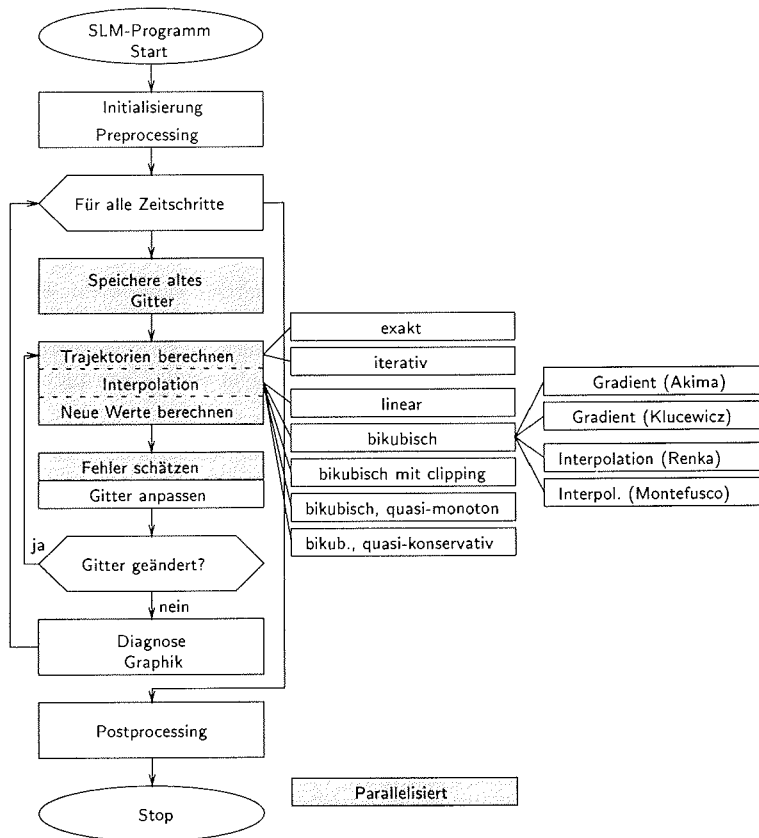 SLM-Programm
Start
Initialisierung
Preprocessing
Für alle Zeitschritte
Speichere altes
Gitter
Trajektorien berechnen
Interpolation
Neue Werte berechnen
Fehler schätzen
Gitter anpassen
ja
Gitter geändert?
nein
Diagnose
Graphik
Postprocessing
Stop
exakt
iterativ
linear
bikubisch
bikubisch mit clipping
bikubisch, quasi-monoton
bikub., quasi-konservativ
Gradient (Akima)
Gradient (Klucewicz)
Interpolation (Renka)
Interpol. (Montefusco)
Parallelisiert